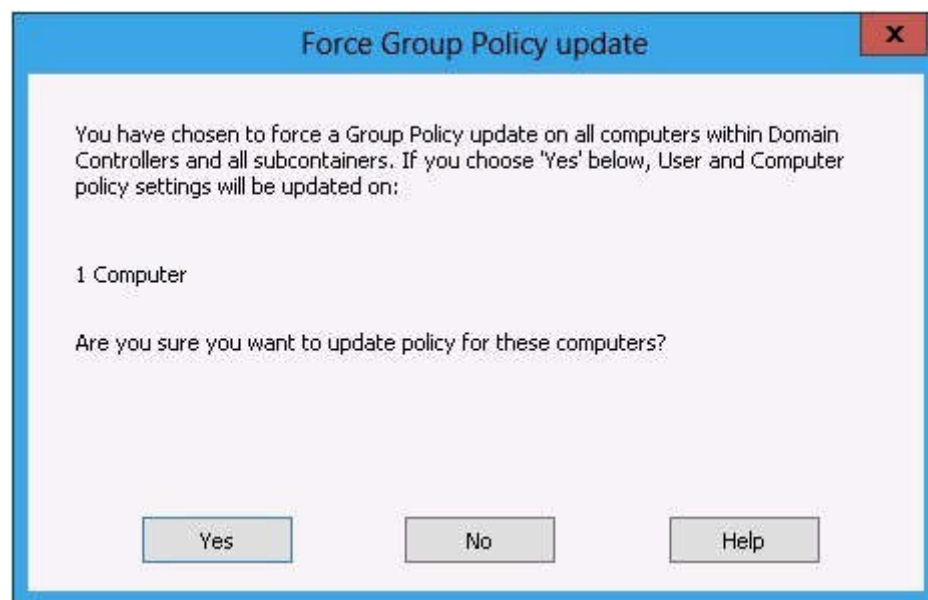 Force Group Policy update
x
You have chosen to force a Group Policy update on all computers within Domain
Controllers and all subcontainers. If you choose 'Yes' below, User and Computer
policy settings will be updated on:
1 Computer
Are you sure you want to update policy for these computers?
Yes
No
Help